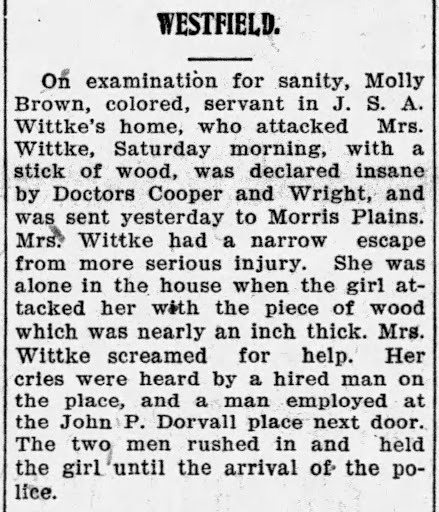 WESTFIELD.
On examination for sanity, Molly
Brown, colored, servant in J. S. A.
Wittke's home, who attacked Mrs.
Wittke, Saturday morning, with a
stick of wood, was declared insane
by Doctors Cooper and Wright, and
was sent yesterday to Morris Plains.
Mrs. Wittke had a narrow escape
from more serious injury. She was
alone in the house when the girl at-
tacked her with the piece of wood
which was nearly an inch thick. Mrs.
Wittke screamed for help. Her
cries were heard by a hired man on
the place, and a man employed at
the John P. Dorvall place next door.
The two men rushed in and held
the girl until the arrival of the po-
lice.